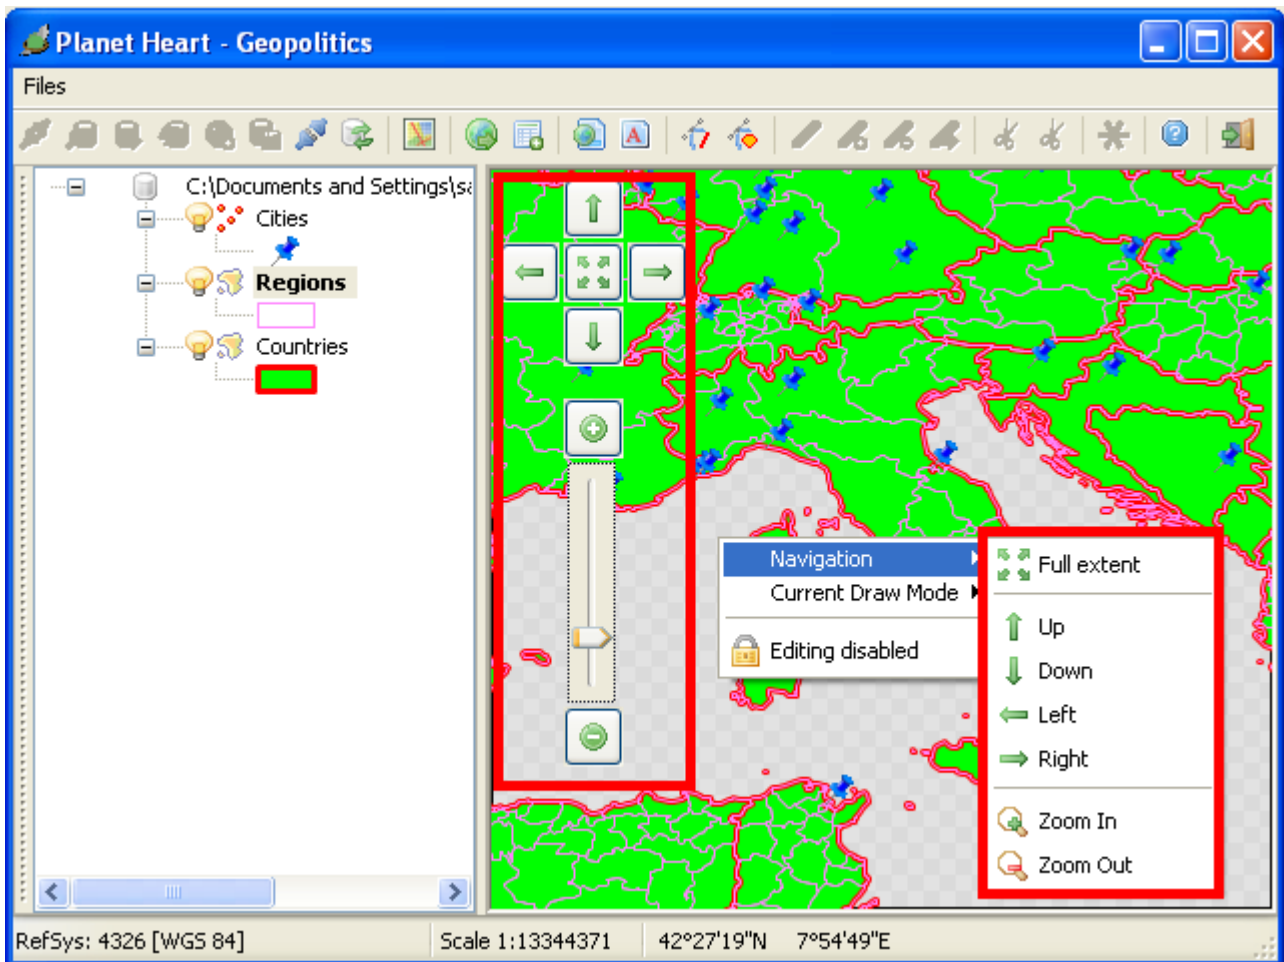 Planet Heart - Geopolitics
Files
C:\Documents and Settings\sa
Cities
Regions
Countries
Navigation
Current Draw Mode
Editing disabled
Full extent
Up
Down
Left
Right
Zoom In
Zoom Out
RefSys: 4326 [WGS 84]
Scale 1:13344371
42°27'19"N 7°54'49"E